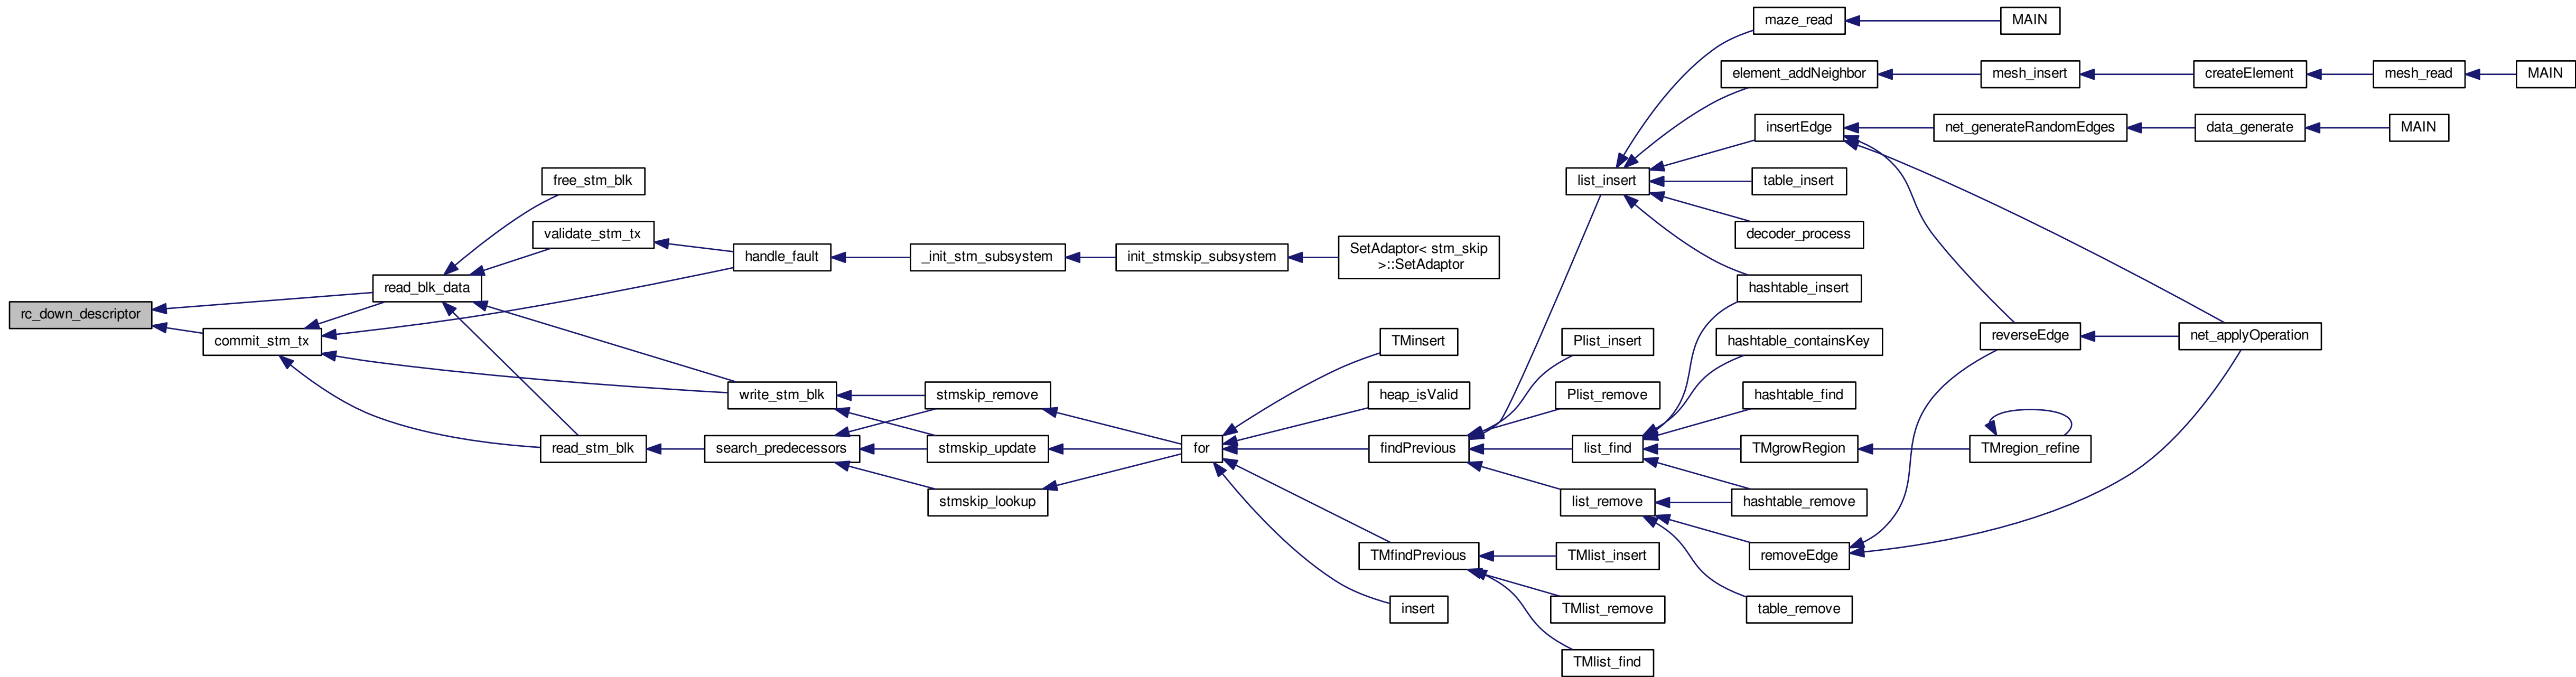 maze_read
MAIN
element_addNeighbor
mesh_insert
createElement
mesh_read
MAIN
insertEdge
net_generateRandomEdges
data_generate
MAIN
free_stm_blk
list_insert
table_insert
validate_stm_tx
decoder_process
handle_fault
_init_stm_subsystem
init_stmskip_subsystem
SetAdaptor< stm_skip
>::SetAdaptor
read_blk_data
hashtable_insert
rc_down_descriptor
commit_stm_tx
TMinsert
Plist_insert
hashtable_containsKey
reverseEdge
net_applyOperation
write_stm_blk
stmskip_remove
heap_isValid
Plist_remove
hashtable_find
read_stm_blk
search_predecessors
stmskip_update
for
findPrevious
list_find
TMgrowRegion
TMregion_refine
stmskip_lookup
list_remove
hashtable_remove
TMfindPrevious
TMlist_insert
removeEdge
insert
TMlist_remove
table_remove
TMlist_find